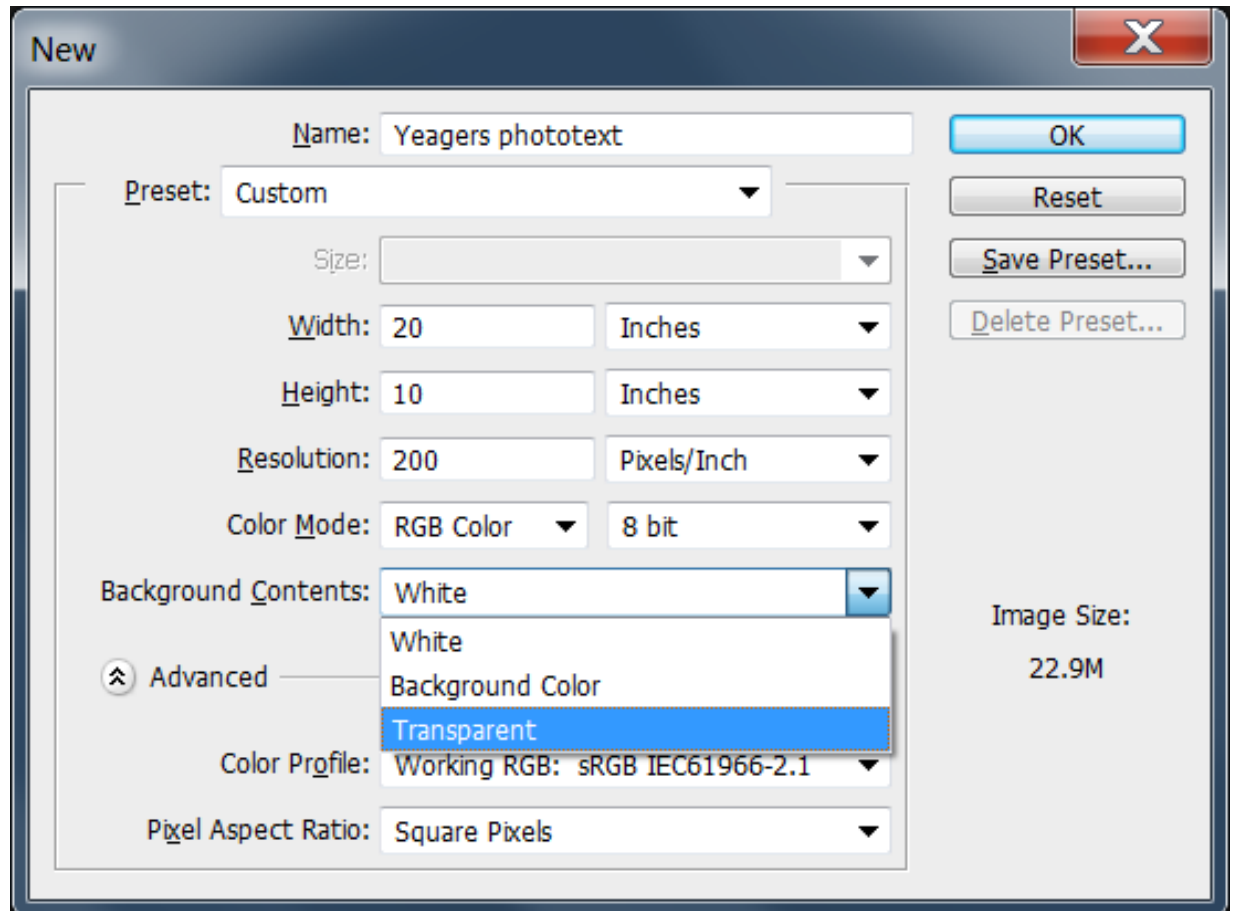 New
Name: Yeagers phototext
OK
Preset: Custom
Reset
Size:
Save Preset...
Width: 20 Inches
Delete Preset...
Height: 10 Inches
Resolution: 200 Pixels/Inch
Color Mode: RGB Color 8 bit
Background Contents: White
White
Image Size:
Background Color
22.9M
Advanced
Transparent
Color Profile: Working RGB: sRGB IEC61966-2.1
Pixel Aspect Ratio: Square Pixels